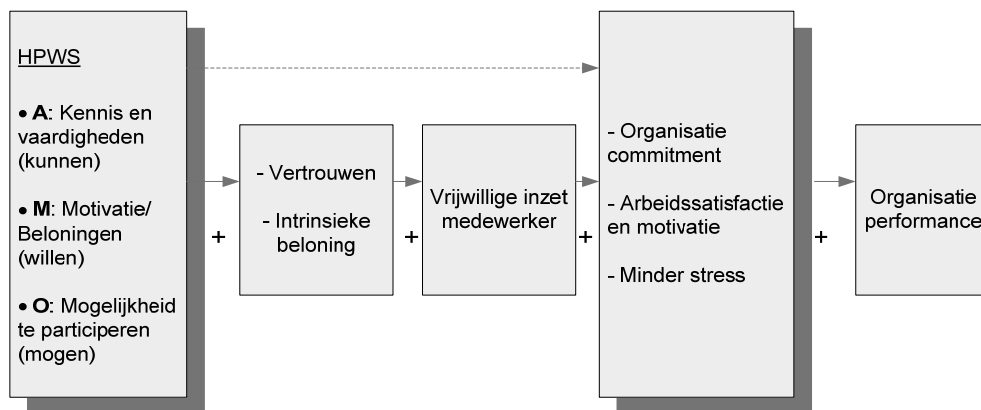 HPWS
• A: Kennis en
vaardigheden
(kunnen)
• M: Motivatie/
Beloningen
(willen)
• O: Mogelijkheid
te participeren
(mogen)
+
- Vertrouwen
- Intrinsieke
beloning
+
Vrijwillige inzet
medewerker
+
- Organisatie
commitment
- Arbeidssatisfactie
en motivatie
- Minder stress
+
Organisatie
performance